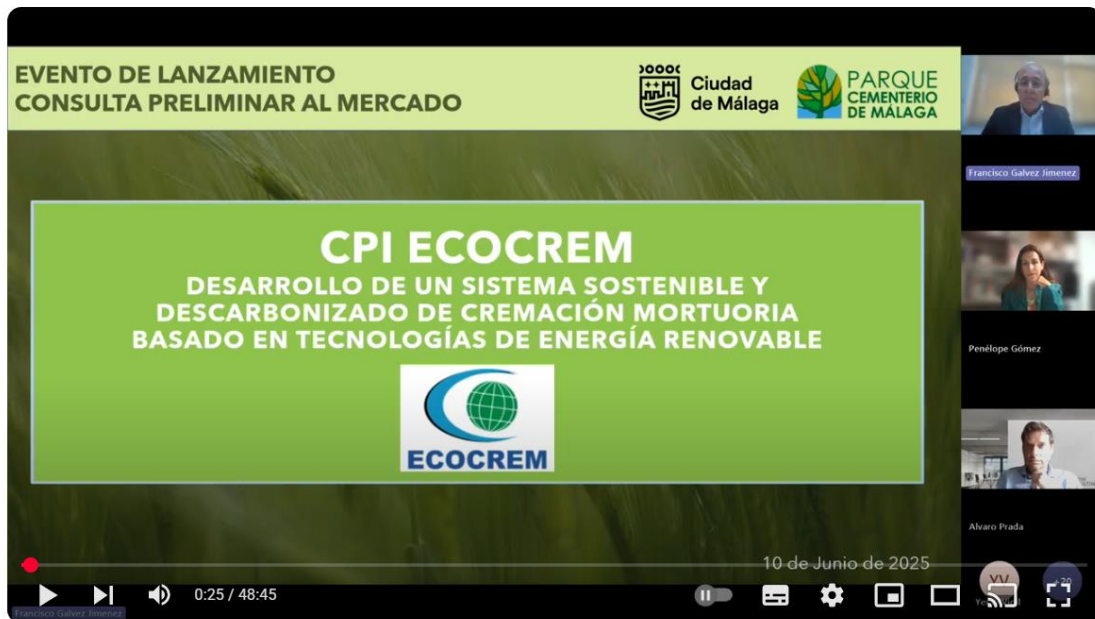 EVENTO DE LANZAMIENTO
CONSULTA PRELIMINAR AL MERCADO
Ciudad
de Málaga
PARQUE
CEMENTERIO
DE MÁLAGA
CPI ECOCREM
DESARROLLO DE UN SISTEMA SOSTENIBLE Y
DESCARBONIZADO DE CREMACIÓN MORTUORIA
BASADO EN TECNOLOGÍAS DE ENERGÍA RENOVABLE
ECOCREM
10 de Junio de 2025
Francisco Galvez Jimenez
Penélope Gómez
Alvaro Prada
YV
+20
0:25 / 48:45
Francisco Galvez Jimenez